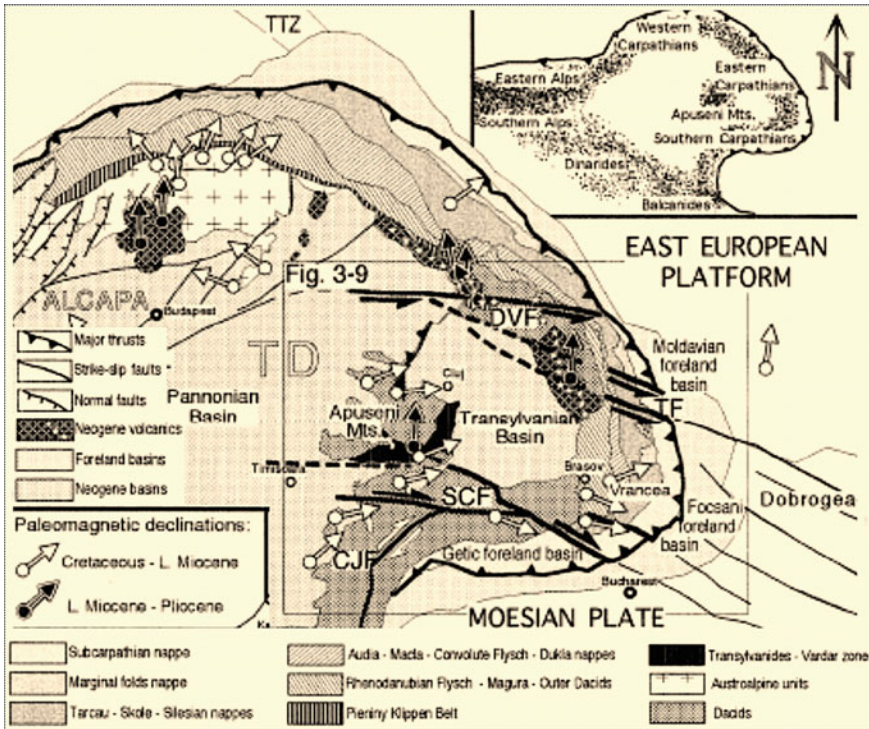 TTZ
Western
Carpathians
Eastern Alps
Eastern
Carpathians
Apuseni Mts.
Southern Alps
Southern Carpathians
Dinarides
Balcanides
N
EAST EUROPEAN
PLATFORM
Fig. 3-9
ALCAPA
Budapest
DVF
TD
Moldavian
foreland
basin
Major thrusts
Strike-slip faults
Normal faults
Neogene volcanics
Foreland basins
Neogene basins
Pannonian
Basin
Cluj
Apuseni
Mts.
Transylvanian
Basin
TF
Timisoara
Brasov
Vrancea
Dobrogea
SCF
Focsani
foreland
basin
Paleomagnetic declinations:
Cretaceous - L. Miocene
L. Miocene - Pliocene
CJF
Getic foreland basin
Bucharest
MOESIAN PLATE
Subcarpathian nappe
Marginal folds nappe
Tarcau - Skole - Silesian nappes
Audia - Macla - Convolute Flysch - Dukla nappes
Rhenodanubian Flysch - Magura - Outer Dacids
Pieniny Klippen Belt
Transylvanides - Vardar zone
Austroalpine units
Dacids